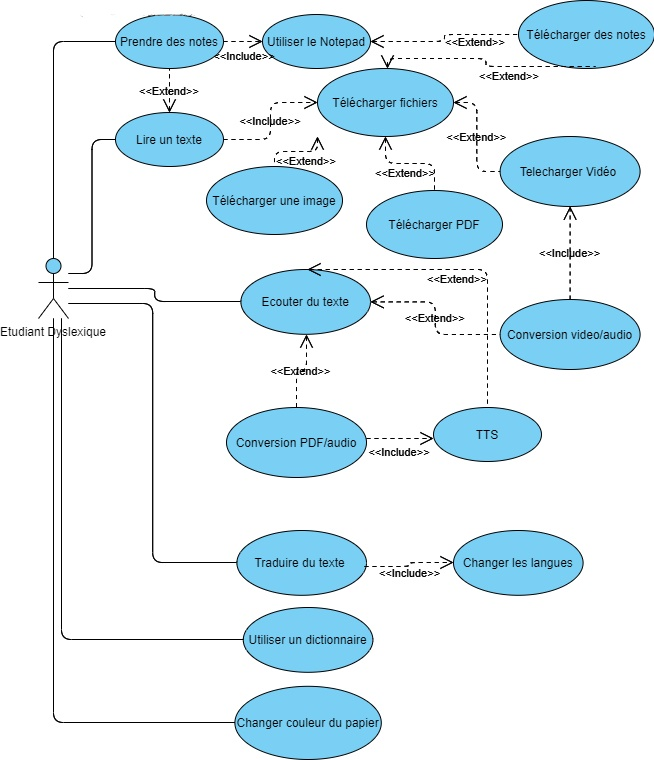 Prendre des notes
<<Include>>
Utiliser le Notepad
<<Extend>>
Télécharger des notes
<<Extend>>
<<Extend>>
Télécharger fichiers
<<Include>>
<<Extend>>
Lire un texte
<<Extend>>
<<Extend>>
Telecharger Vidéo
Télécharger une image
Télécharger PDF
<<Include>>
<<Extend>>
Ecouter du texte
<<Extend>>
Etudiant Dyslexique
Conversion video/audio
<<Extend>>
TTS
Conversion PDF/audio
<<Include>>
Traduire du texte
<<Include>>
Changer les langues
Utiliser un dictionnaire
Changer couleur du papier